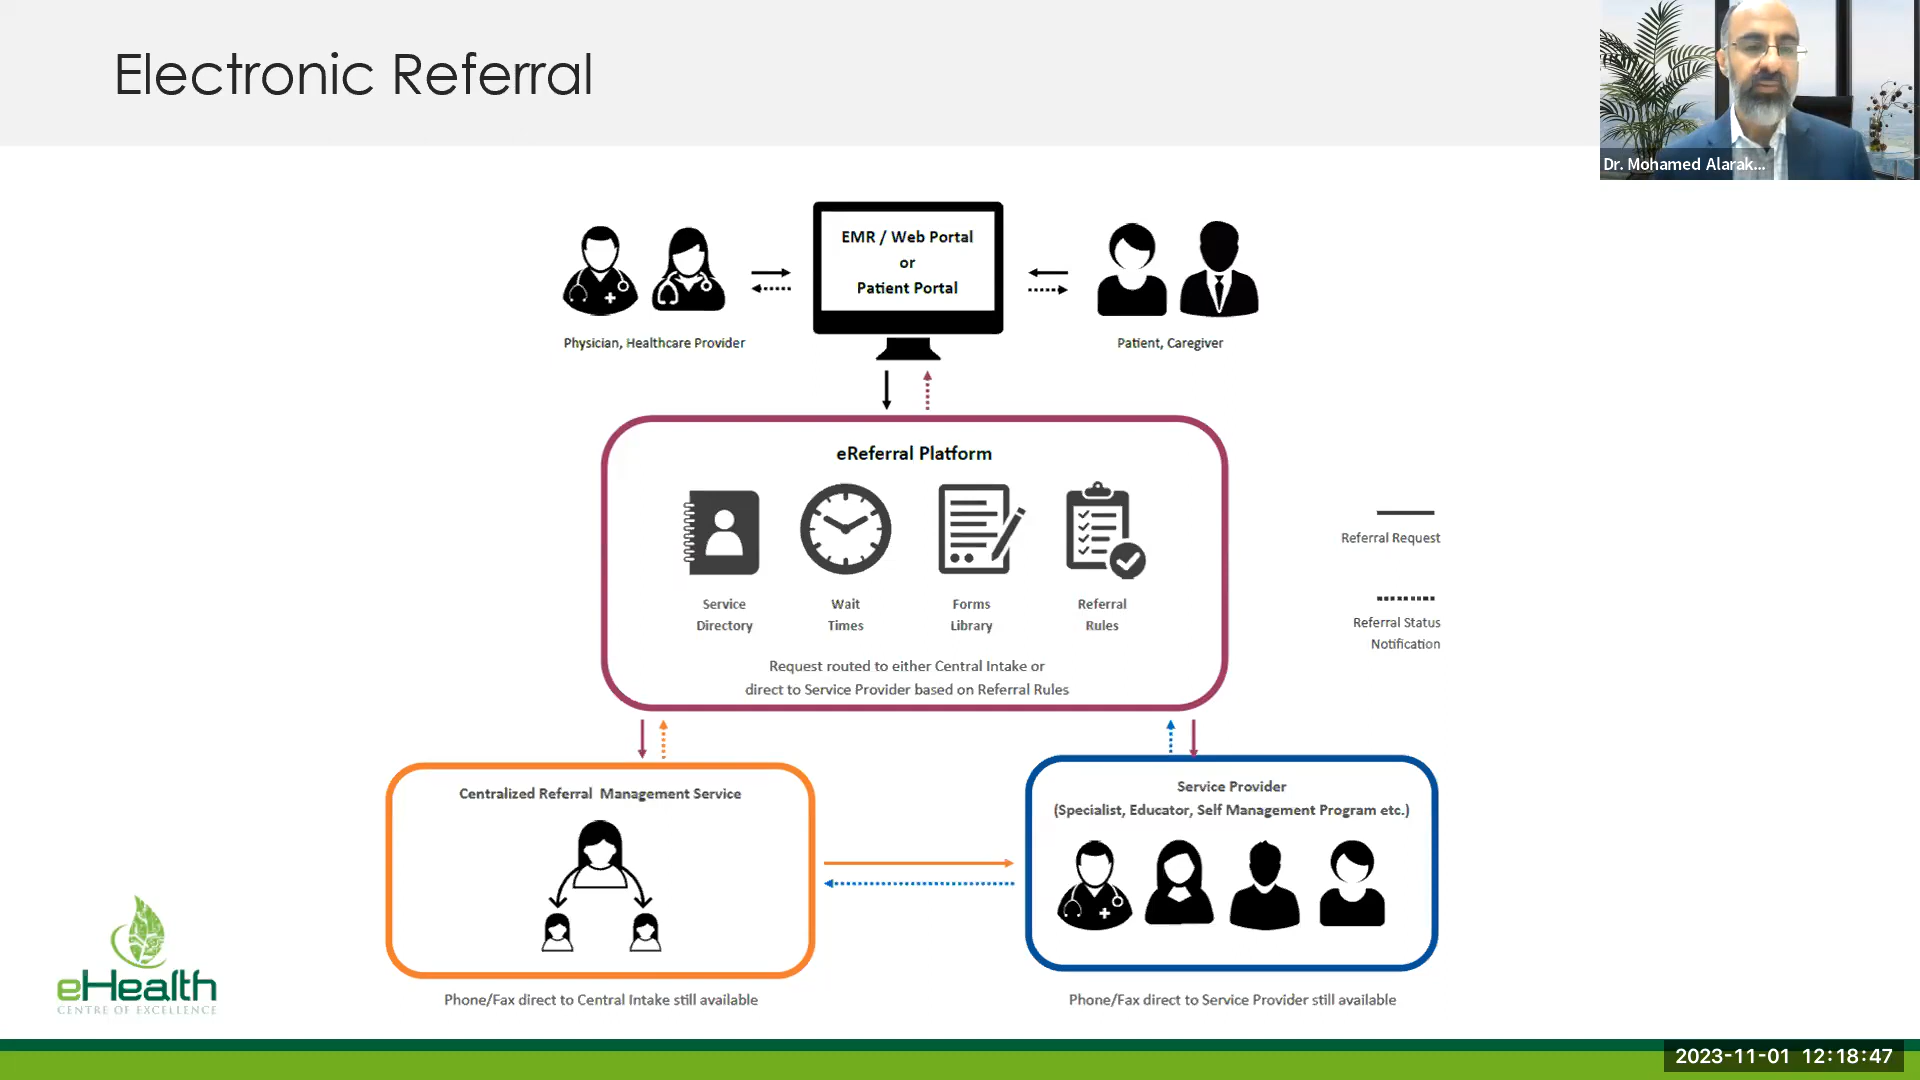 Electronic Referral
Dr. Mohamed Alarak...
EMR / Web Portal
or
Patient Portal
Physician, Healthcare Provider
Patient, Caregiver
eReferral Platform
Service
Directory
Wait
Times
Forms
Library
Referral
Rules
Request routed to either Central Intake or
direct to Service Provider based on Referral Rules
Referral Request
Referral Status
Notification
Centralized Referral Management Service
Service Provider
(Specialist, Educator, Self Management Program etc.)
Phone/Fax direct to Central Intake still available
Phone/Fax direct to Service Provider still available
eHealth
CENTRE OF EXCELLENCE
2023-11-01 12:18:47